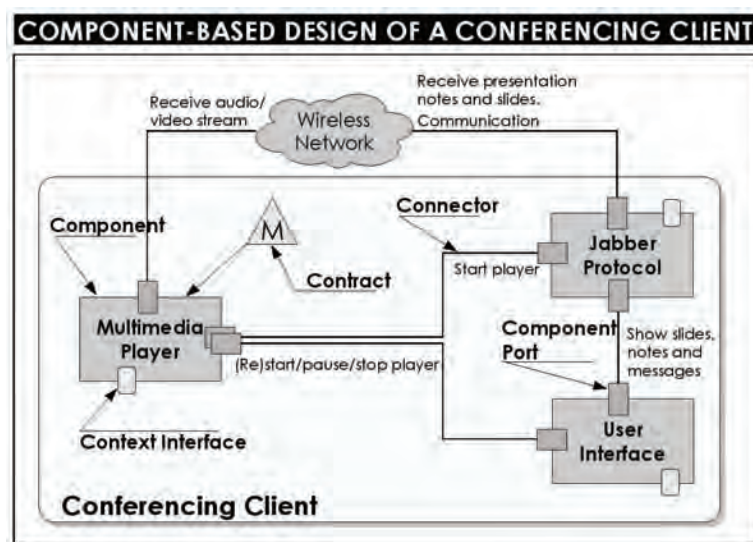 COMPONENT-BASED DESIGN OF A CONFERENCING CLIENT
Receive audio/
video stream
Wireless
Network
Receive presentation
notes and slides.
Communication
Component
M
Contract
Connector
Start player
Jabber
Protocol
Multimedia
Player
(Re)start/pause/stop player
Component
Port
Show slides,
notes and
messages
Context Interface
User
Interface
Conferencing Client